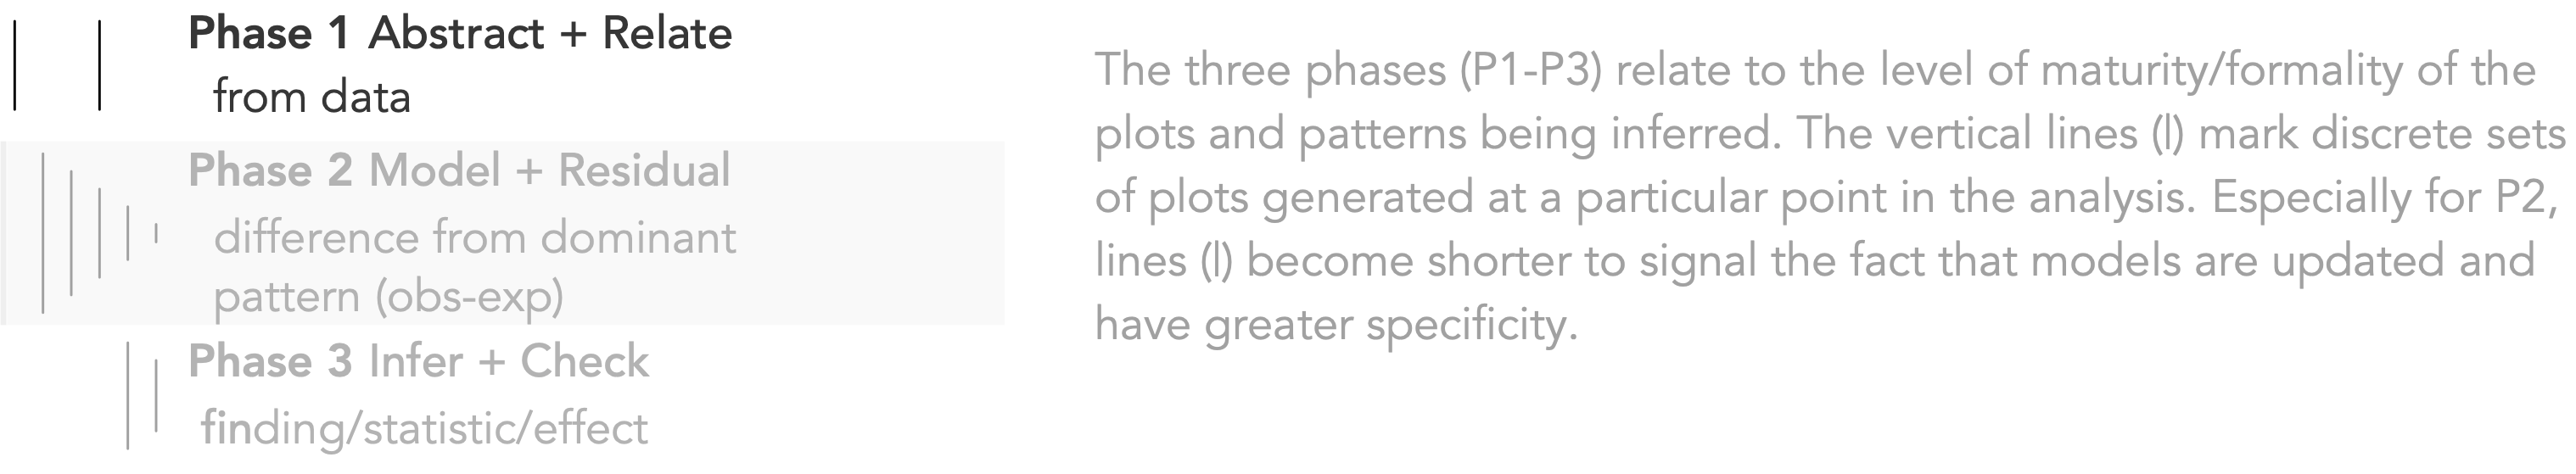 Phase 1 Abstract + Relate
from data
Phase 2 Model + Residual
difference from dominant
pattern (obs-exp)
Phase 3 Infer + Check
finding/statistic/effect
The three phases (P1-P3) relate to the level of maturity/formality of the
plots and patterns being inferred. The vertical lines (|) mark discrete sets
of plots generated at a particular point in the analysis. Especially for P2,
lines (|) become shorter to signal the fact that models are updated and
have greater specificity.